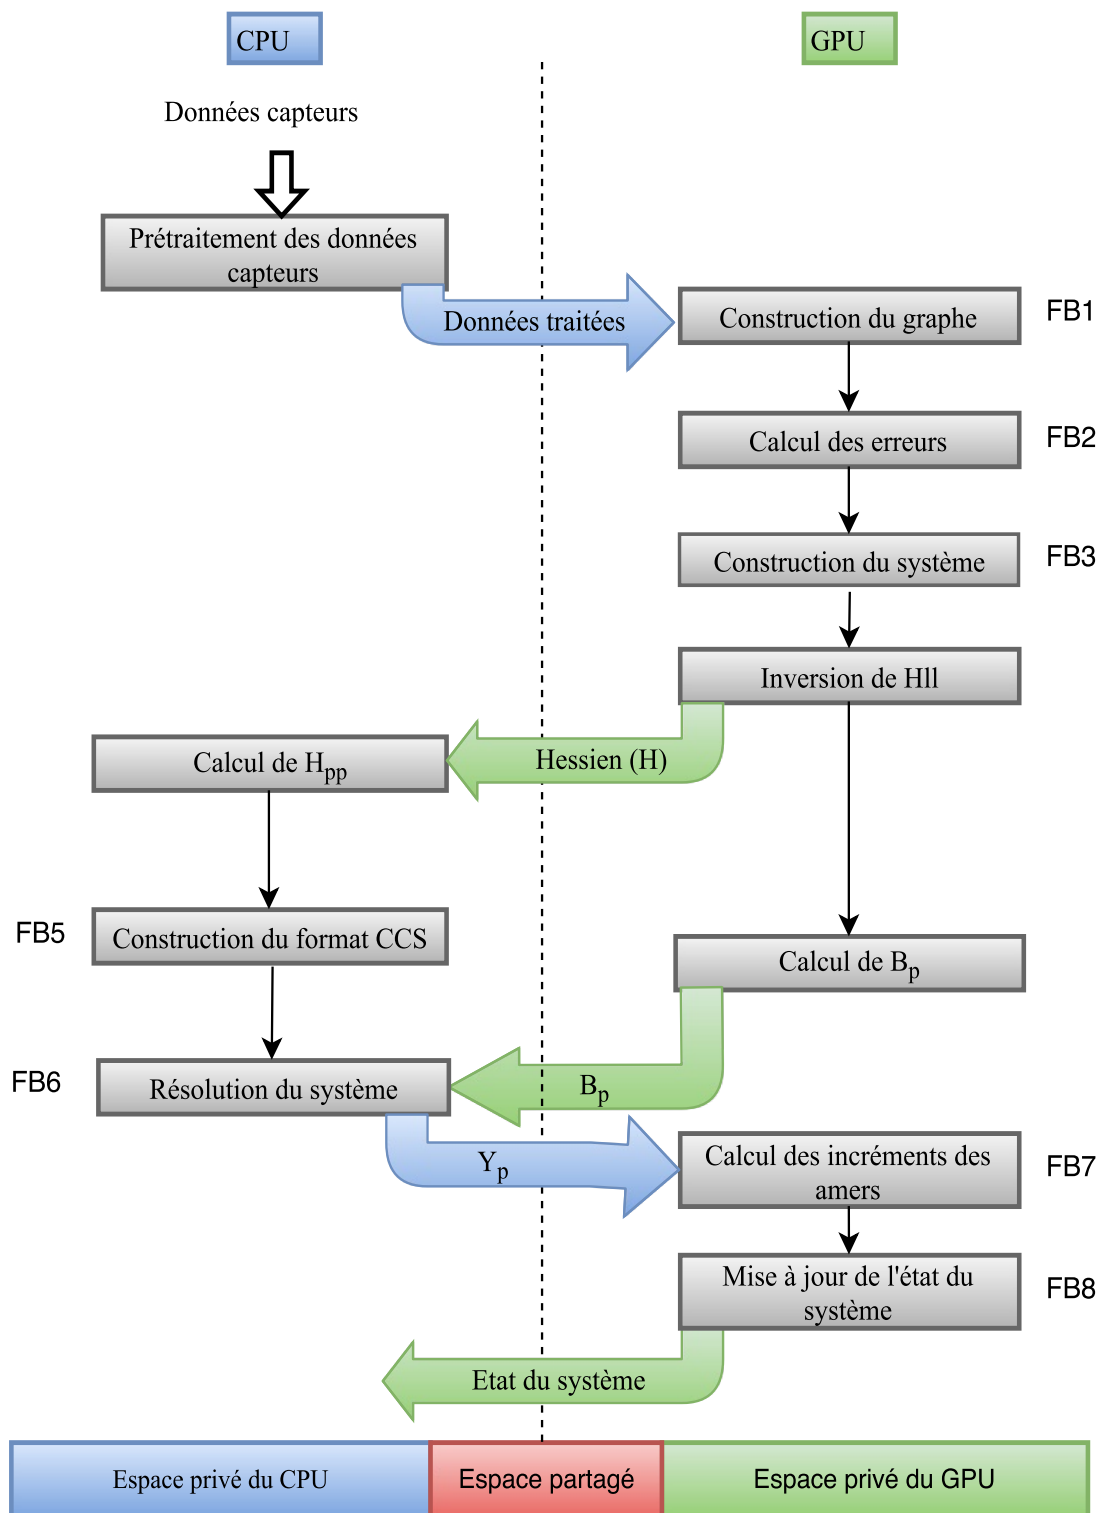 CPU
GPU
Données capteurs
Prétraitement des données
capteurs
Données traitées
Construction du graphe
FB1
Calcul des erreurs
FB2
Construction du système
FB3
Inversion de Hll
Hessien (H)
Calcul de Hpp
FB5
Construction du format CCS
Calcul de Bp
FB6
Résolution du système
Bp
Yp
Calcul des incréments des
amers
FB7
Mise à jour de l'état du
système
FB8
Etat du système
Espace privé du CPU
Espace partagé
Espace privé du GPU